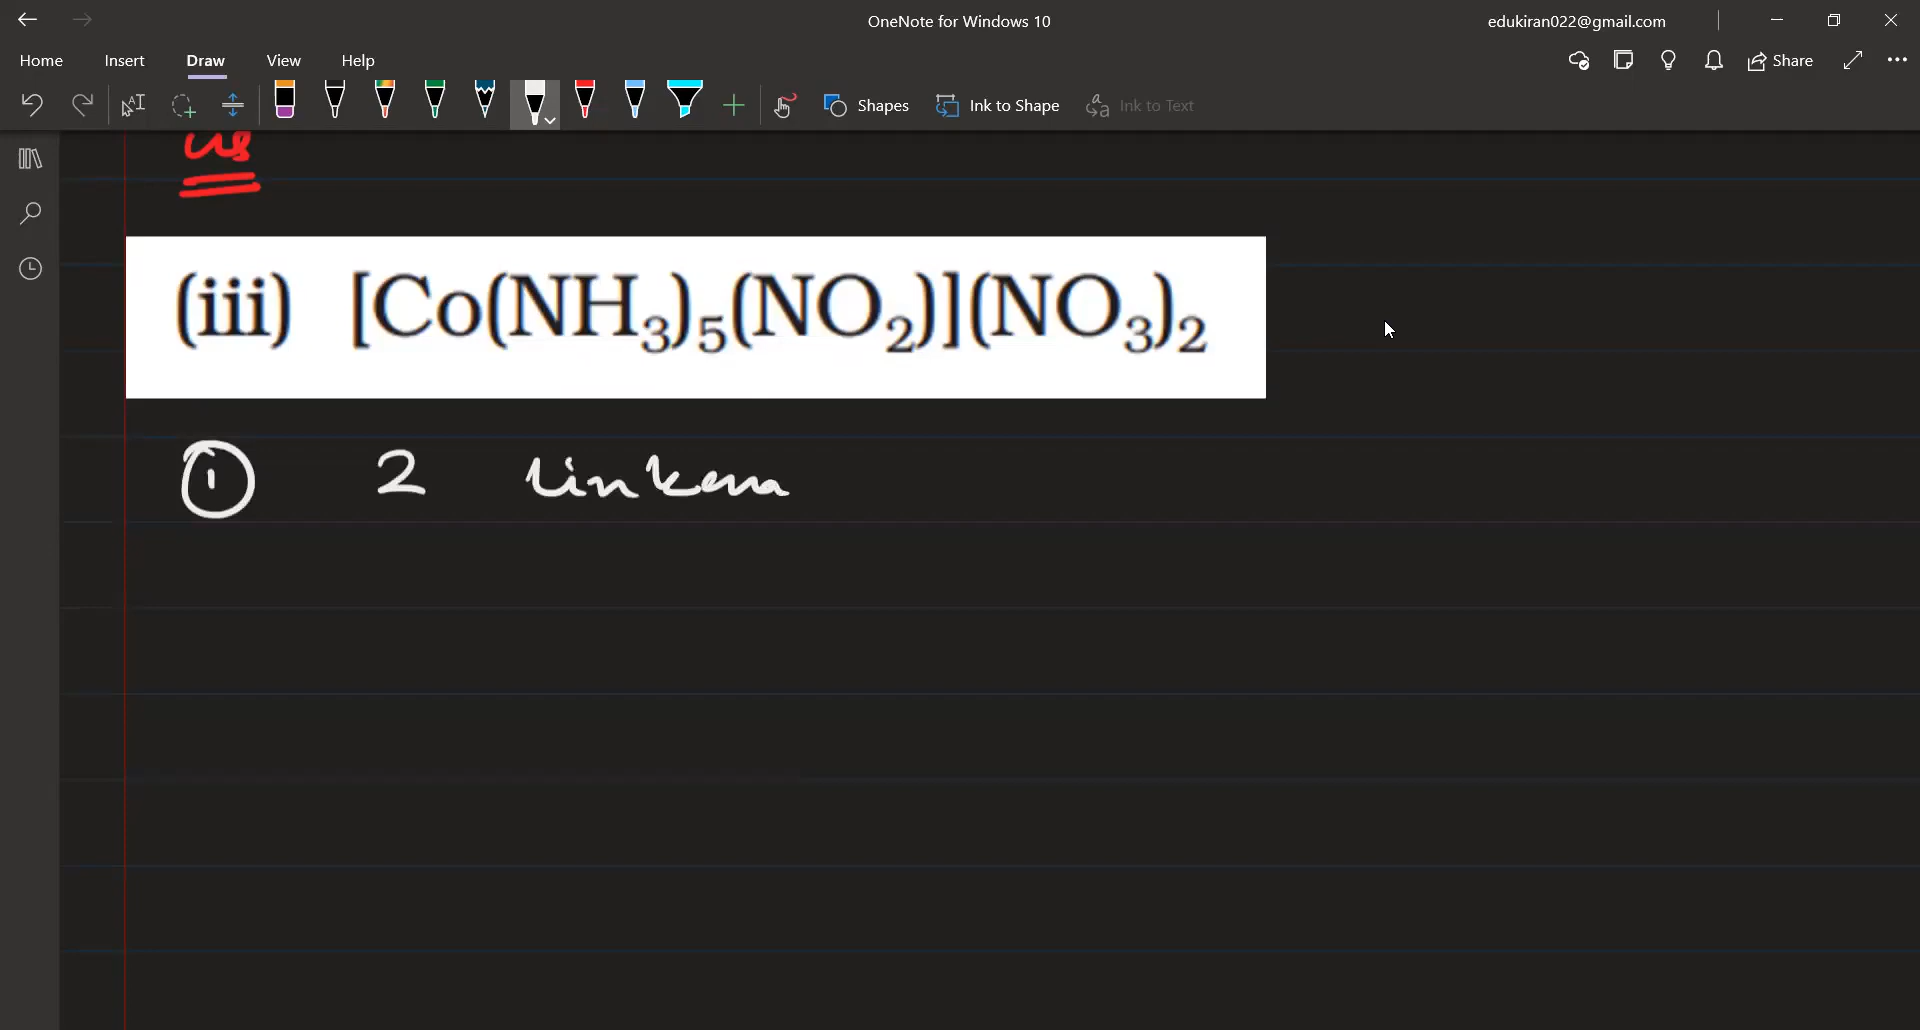 OneNote for Windows 10
edukiran022@gmail.com
Home Insert Draw View Help
Share
Shapes Ink to Shape Ink to Text
(iii) [Co(NH₃)₅(NO₂)](NO₃)₂
① 2